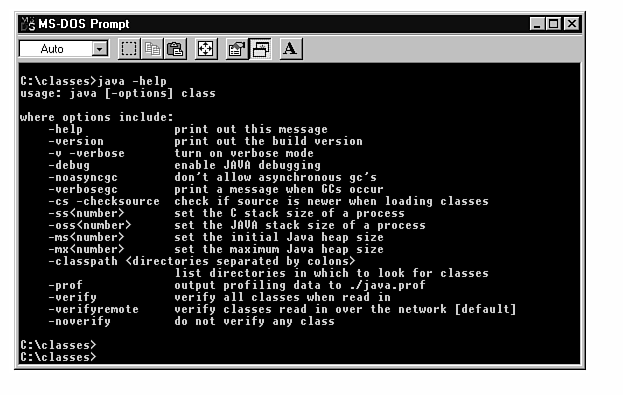 MS-DOS Prompt
Auto
A
C:\classes>java -help
usage: java [-options] class
where options include:
    -help             print out this message
    -version          print out the build version
    -v -verbose       turn on verbose mode
    -debug            enable JAVA debugging
    -noasyncgc        don't allow asynchronous gc's
    -verbosegc        print a message when GCs occur
    -cs -checksource  check if source is newer when loading classes
    -ss<number>       set the C stack size of a process
    -oss<number>      set the JAVA stack size of a process
    -ms<number>       set the initial Java heap size
    -mx<number>       set the maximum Java heap size
    -classpath <directories separated by colons>
                      list directories in which to look for classes
    -prof             output profiling data to ./java.prof
    -verify           verify all classes when read in
    -verifyremote     verify classes read in over the network [default]
    -noverify         do not verify any class
C:\classes>
C:\classes>